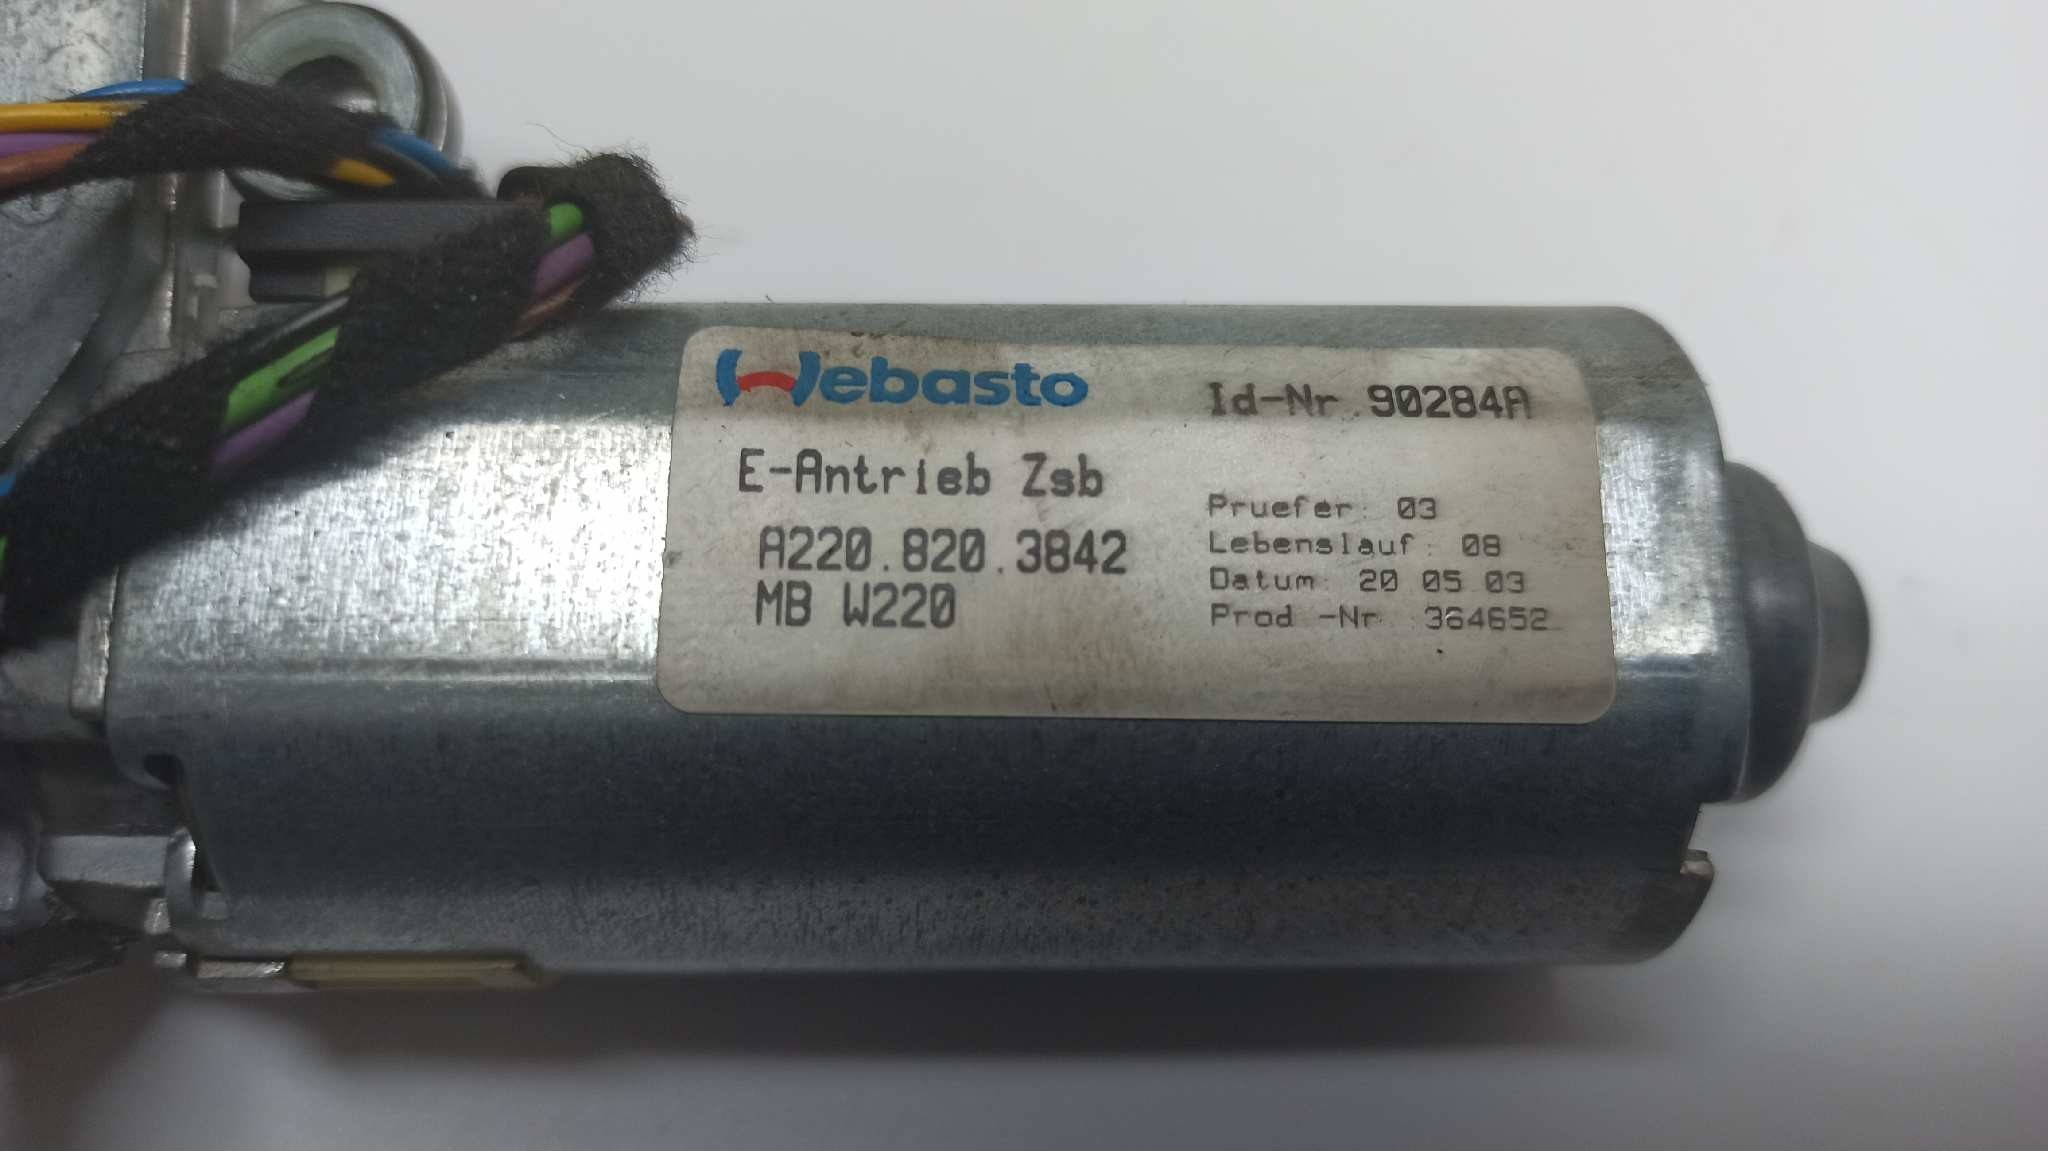 Webasto
Id-Nr. 90284A
E-Antrieb Zsb
A220.820.3842
MB W220
Pruefer: 03
Lebenslauf: 08
Datum: 20 05 03
Prod -Nr.: 364652